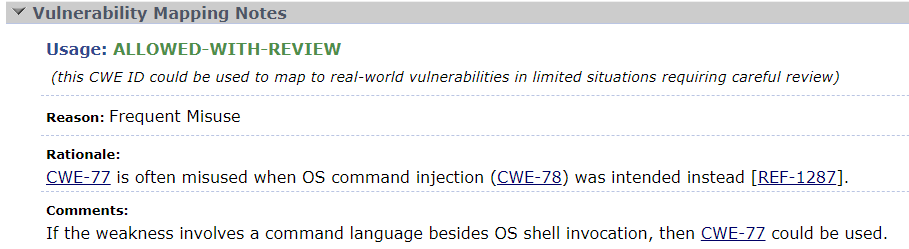 Vulnerability Mapping Notes
Usage: ALLOWED-WITH-REVIEW
(this CWE ID could be used to map to real-world vulnerabilities in limited situations requiring careful review)
Reason: Frequent Misuse
Rationale:
CWE-77 is often misused when OS command injection (CWE-78) was intended instead [REF-1287].
Comments:
If the weakness involves a command language besides OS shell invocation, then CWE-77 could be used.